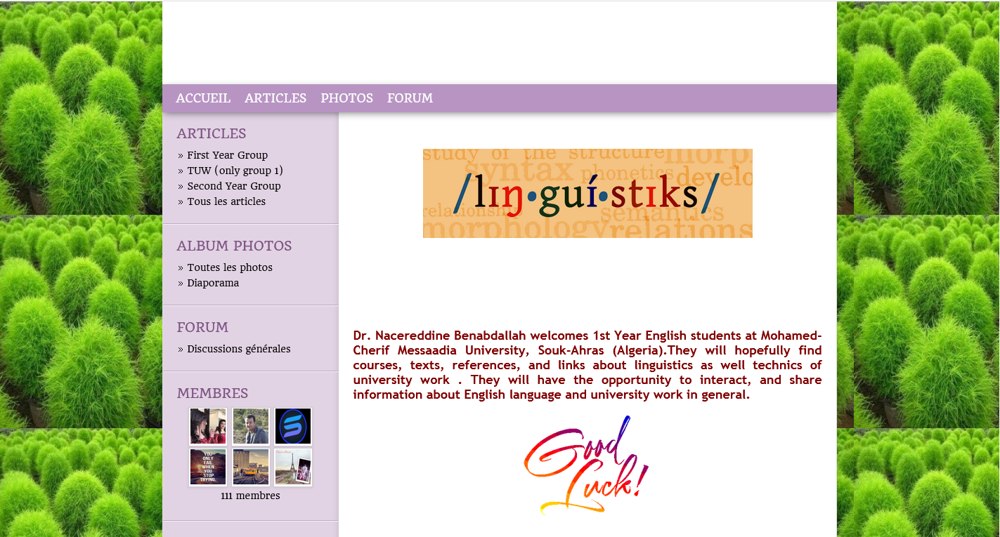 ACCUEIL ARTICLES PHOTOS FORUM
ARTICLES
» First Year Group
» TUW (only group 1)
» Second Year Group
» Tous les articles
ALBUM PHOTOS
» Toutes les photos
» Diaporama
FORUM
» Discussions générales
MEMBRES
YOU
ONLY
FAIL
WHEN
YOU
STOP
TRYING.
111 membres
study of the structure morp
syntax phonetics develo
/lɪŋ•guí•stɪks/
relationship semantics
morphology relations
Dr. Nacereddine Benabdallah welcomes 1st Year English students at Mohamed-
Cherif Messaadia University, Souk-Ahras (Algeria).They will hopefully find
courses, texts, references, and links about linguistics as well technics of
university work . They will have the opportunity to interact, and share
information about English language and university work in general.
Good
Luck!